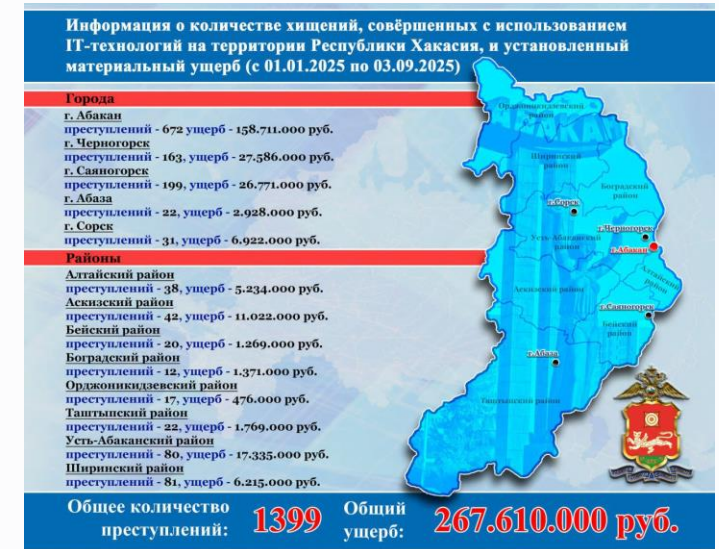 Информация о количестве хищений, совёршенных с использованием
IT-технологий на территории Республики Хакасия, и установленный
материальный ущерб (с 01.01.2025 по 03.09.2025)
Города
г. Абакан
преступлений - 672 ущерб - 158.711.000 руб.
г. Черногорск
преступлений - 163, ущерб - 27.586.000 руб.
г. Саяногорск
преступлений - 199, ущерб - 26.771.000 руб.
г. Абаза
преступлений - 22, ущерб - 2.928.000 руб.
г. Сорск
преступлений - 31, ущерб - 6.922.000 руб.
Районы
Алтайский район
преступлений - 38, ущерб - 5.234.000 руб.
Аскизский район
преступлений - 42, ущерб - 11.022.000 руб.
Бейский район
преступлений - 20, ущерб - 1.269.000 руб.
Боградский район
преступлений - 12, ущерб - 1.371.000 руб.
Орджоникидзевский район
преступлений - 17, ущерб - 476.000 руб.
Таштыпский район
преступлений - 22, ущерб - 1.769.000 руб.
Усть-Абаканский район
преступлений - 80, ущерб - 17.335.000 руб.
Ширинский район
преступлений - 81, ущерб - 6.215.000 руб.
Орджоникидзевский
район
АБАКАН
Ширинский
район
Боградский
район
г.Сорск
г.Черногорск
Усть-Абаканский
район
г.Абакан
Алтайский
район
Аскизский район
г.Саяногорск
Бейский
район
г.Абаза
Таштыпский район
Общее количество
преступлений:
1399
Общий
ущерб:
267.610.000 руб.